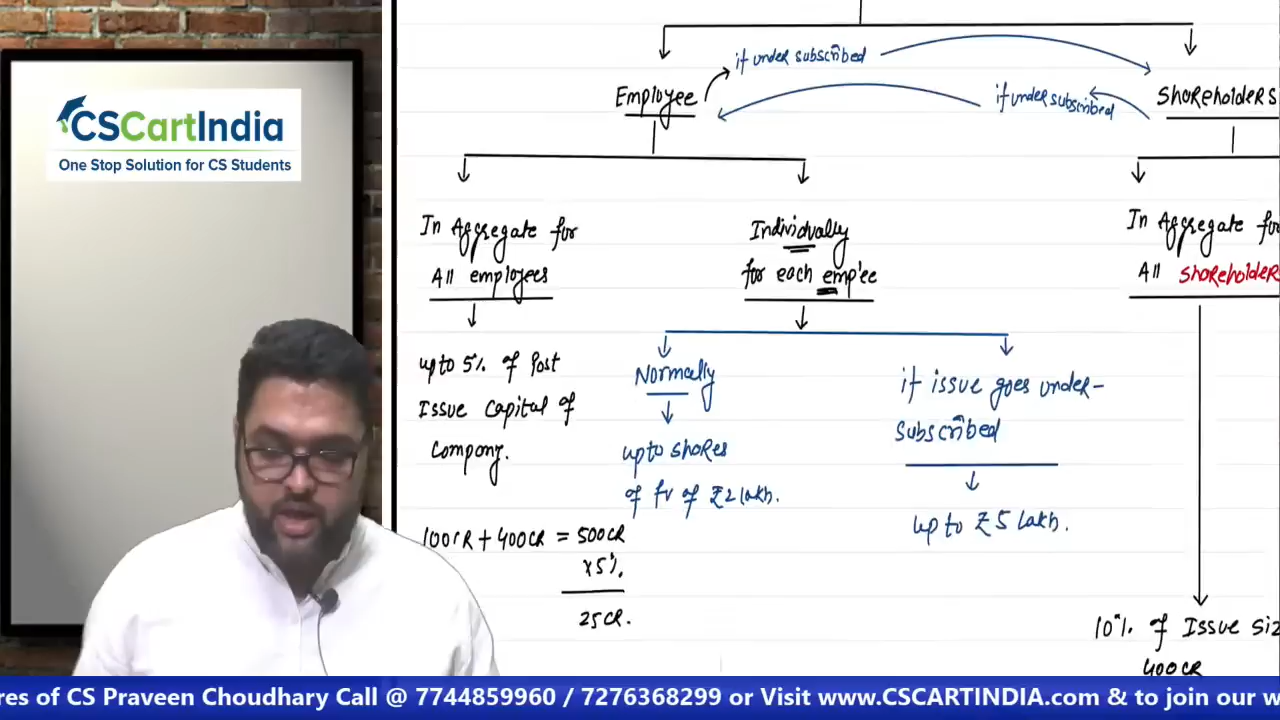 CSCartIndia
One Stop Solution for CS Students
if under subscribed
Employee
if under subscribed
Shareholders
In Aggregate for
All employees
Individually
for each emp'ee
In Aggregate fo
All Shareholders
upto 5% of Post
Issue Capital of
Company.
Normally
upto shares
of fv of ₹2 lakh.
if issue goes under-
subscribed
up to ₹5 lakh.
100CR + 400CR = 500CR
x5%
25CR.
10% of Issue Siz
400CR
res of CS Praveen Choudhary Call @ 7744859960 / 7276368299 or Visit www.CSCARTINDIA.com & to join our w